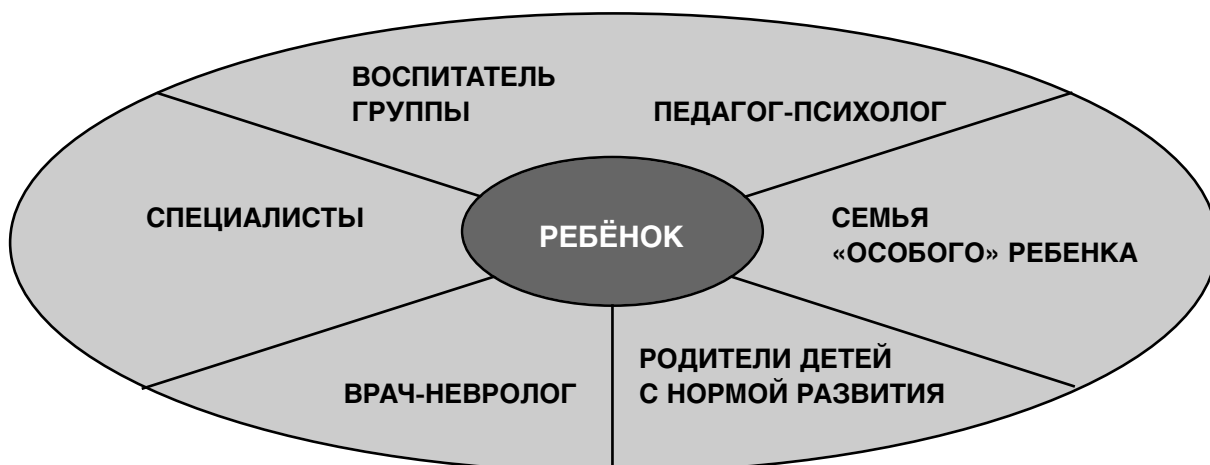 ВОСПИТАТЕЛЬ
ГРУППЫ
ПЕДАГОГ-ПСИХОЛОГ
СПЕЦИАЛИСТЫ
РЕБЁНОК
СЕМЬЯ
«ОСОБОГО» РЕБЕНКА
ВРАЧ-НЕВРОЛОГ
РОДИТЕЛИ ДЕТЕЙ
С НОРМОЙ РАЗВИТИЯ